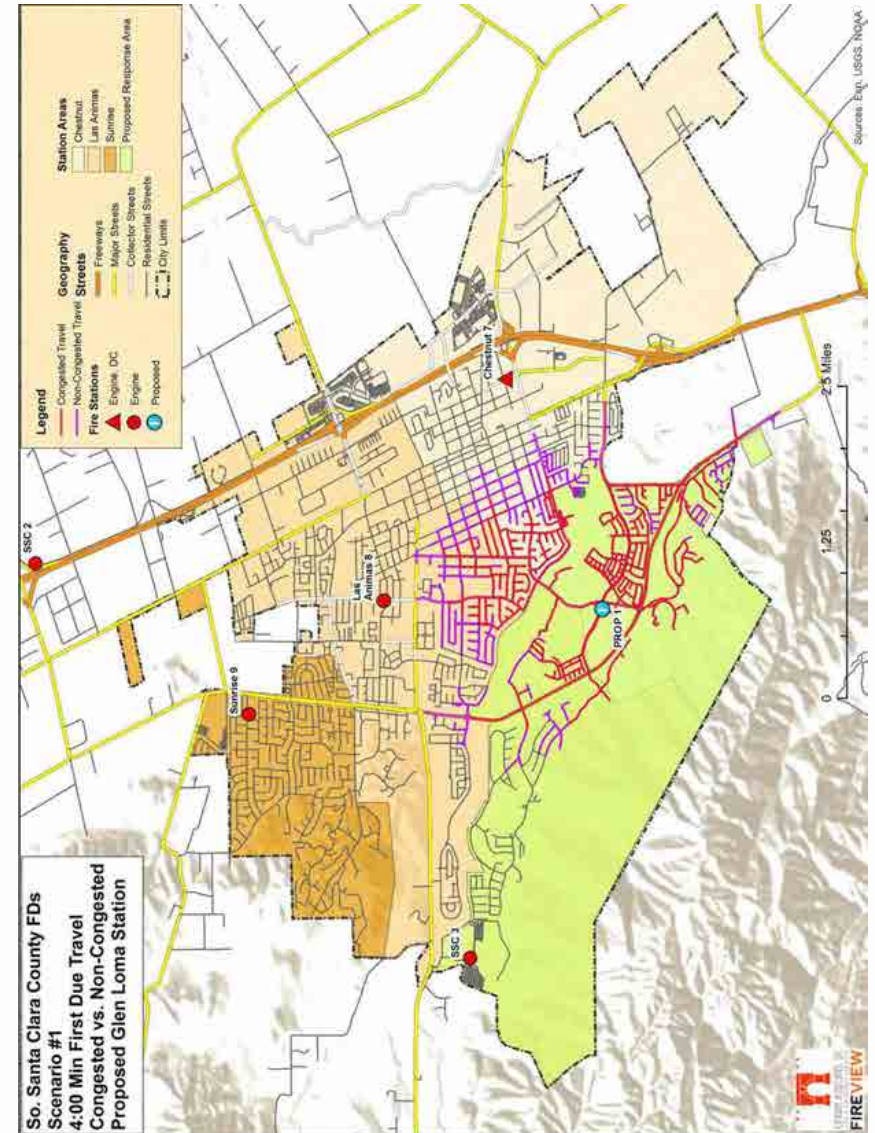 So. Santa Clara County FDs
Scenario #1
4:00 Min First Due Travel
Congested vs. Non-Congested
Proposed Glen Loma Station
Legend
Congested Travel
Non-Congested Travel
Fire Stations
Engine, DC
Engine
Proposed
Geography
Streets
Freeways
Major Streets
Collector Streets
Residential Streets
City Limits
Station Areas
Chestnut
Las Animas
Sunrise
Proposed Response Area
SSC 2
Sunrise 9
Las
Animas 8
Chestnut 7
SSC 3
PROP 1
0
1.25
2.5 Miles
FIREVIEW
Sources: Esri, USGS, NOAA